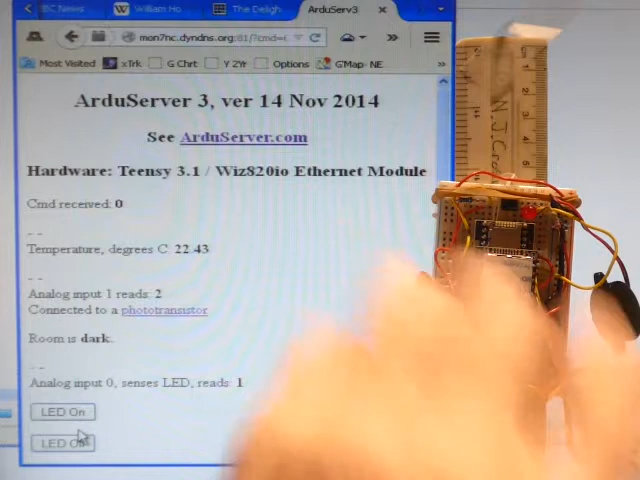 BC News William Ho The Deligh ArduServ3
mon7nc.dyndns.org:81/?cmd=
Most Visited xTrk G Chrt Y 2Yr Options G'Map- NE
ArduServer 3, ver 14 Nov 2014
See ArduServer.com
Hardware: Teensy 3.1 / Wiz820io Ethernet Module
Cmd received: 0
- -
Temperature, degrees C: 22.43
- -
Analog input 1 reads: 2
Connected to a phototransistor
Room is dark.
- -
Analog input 0, senses LED, reads: 1
LED On
LED Off
N.J.